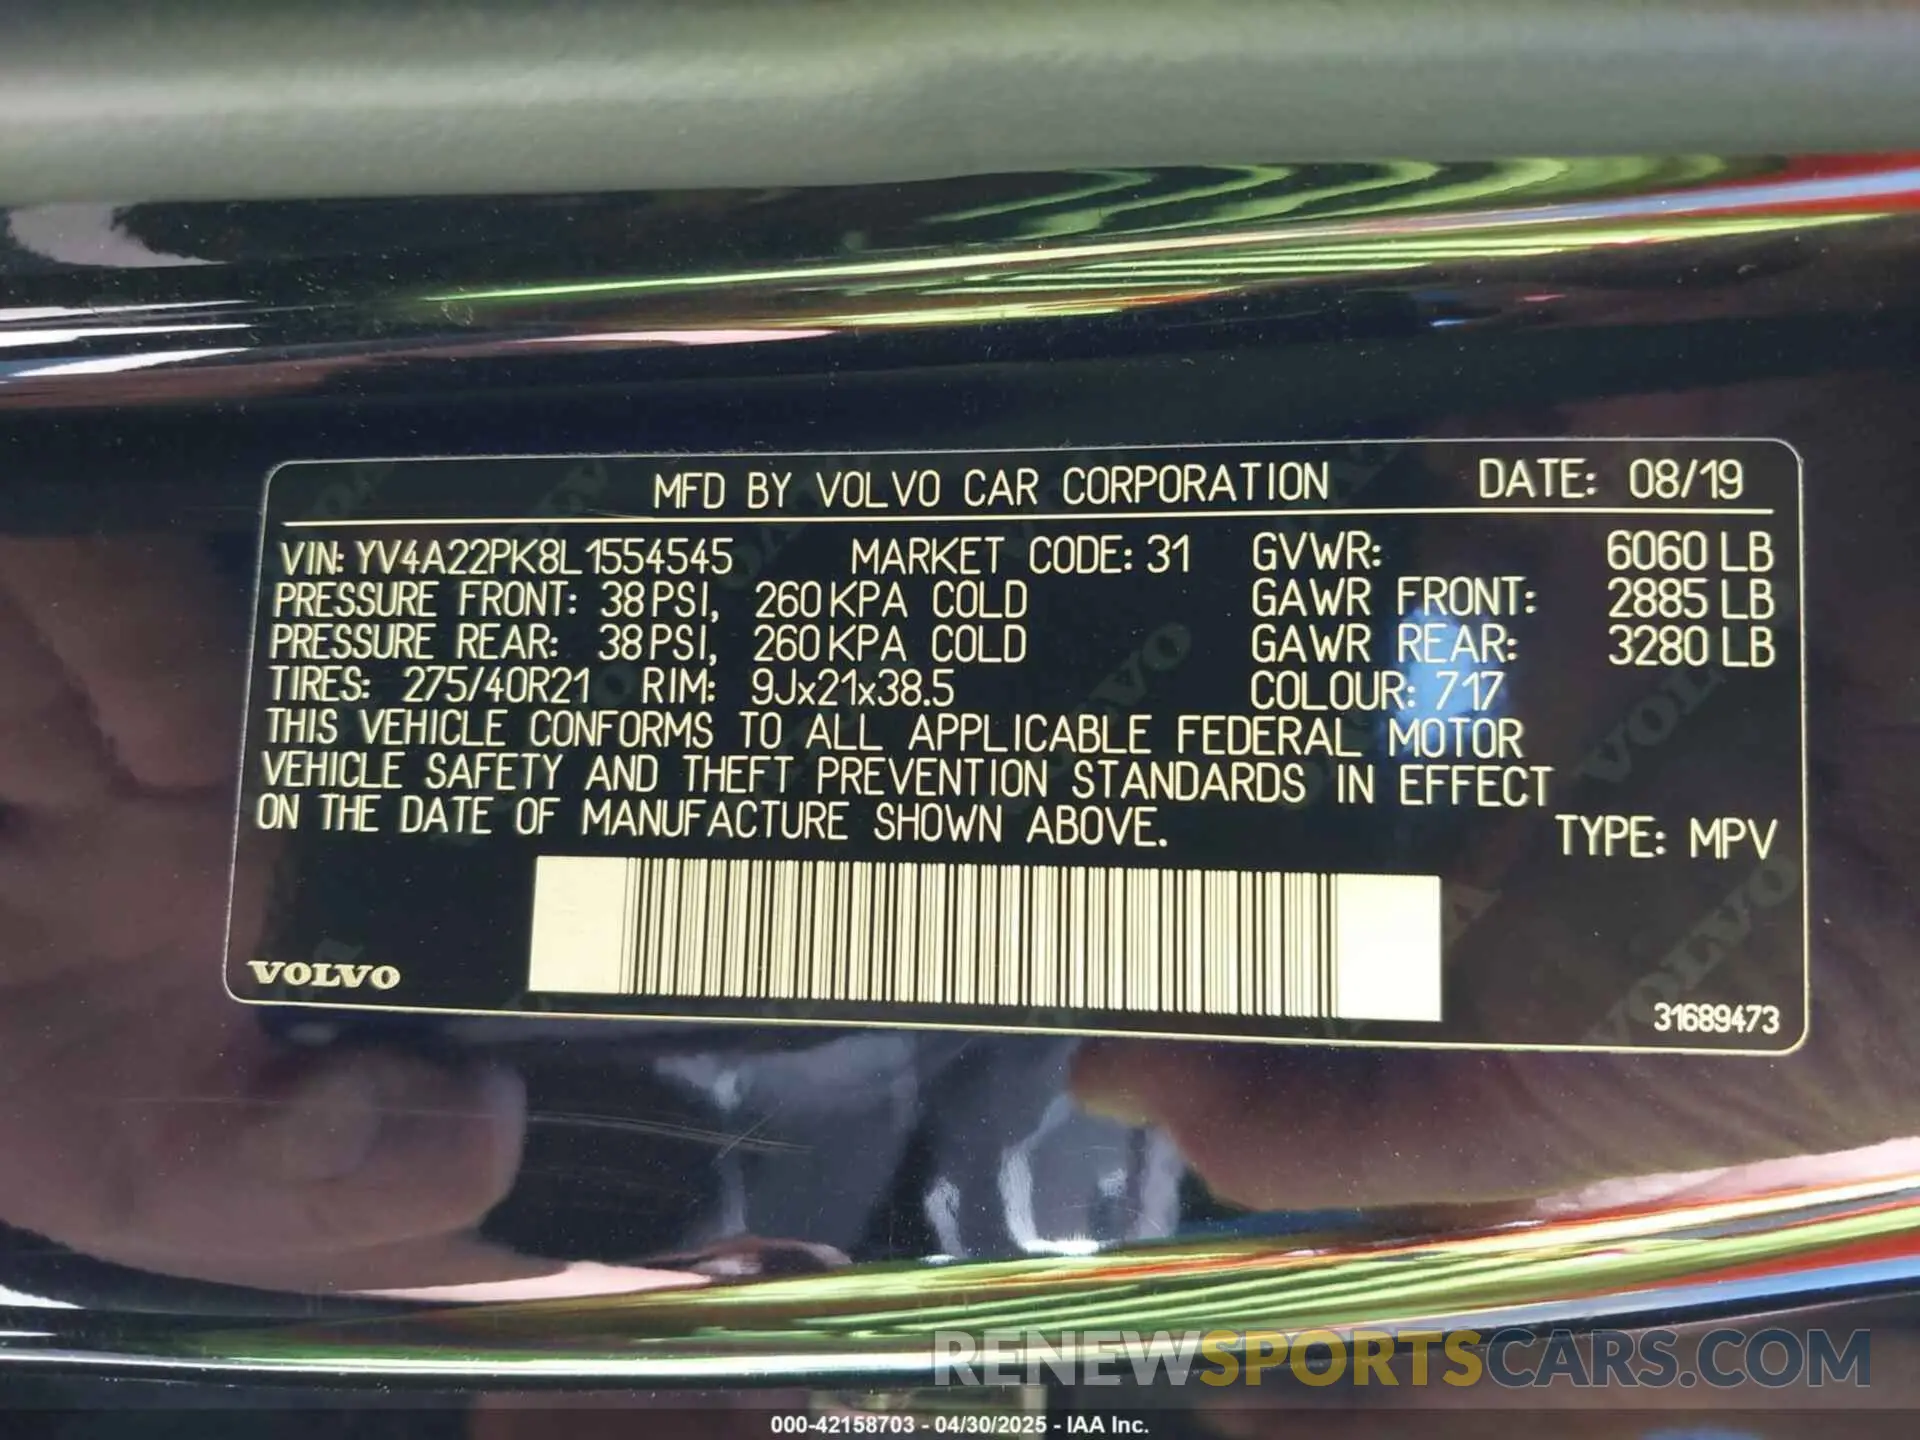 MFD BY VOLVO CAR CORPORATION DATE: 08/19
VIN: YV4A22PK8L1554545 MARKET CODE: 31 GVWR: 6060 LB
PRESSURE FRONT: 38 PSI, 260 KPA COLD GAWR FRONT: 2885 LB
PRESSURE REAR: 38 PSI, 260 KPA COLD GAWR REAR: 3280 LB
TIRES: 275/40R21 RIM: 9Jx21x38.5 COLOUR: 717
THIS VEHICLE CONFORMS TO ALL APPLICABLE FEDERAL MOTOR
VEHICLE SAFETY AND THEFT PREVENTION STANDARDS IN EFFECT
ON THE DATE OF MANUFACTURE SHOWN ABOVE.
TYPE: MPV
VOLVO
31689473
RENEWSPORTSCARS.COM
000-42158703 - 04/30/2025 - IAA Inc.